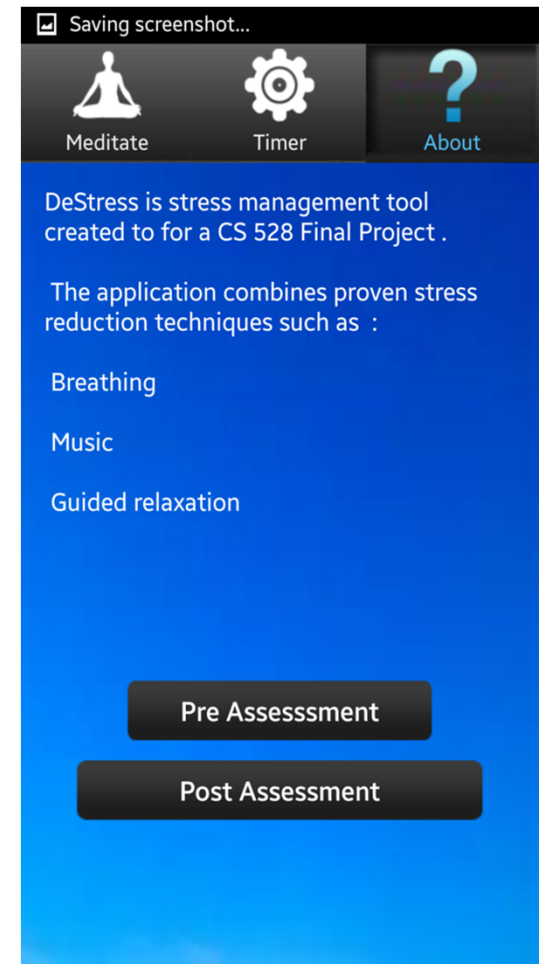 Saving screenshot...
Meditate
Timer
About
DeStress is stress management tool
created to for a CS 528 Final Project .
The application combines proven stress
reduction techniques such as  :
Breathing
Music
Guided relaxation
Pre Assesssment
Post Assessment